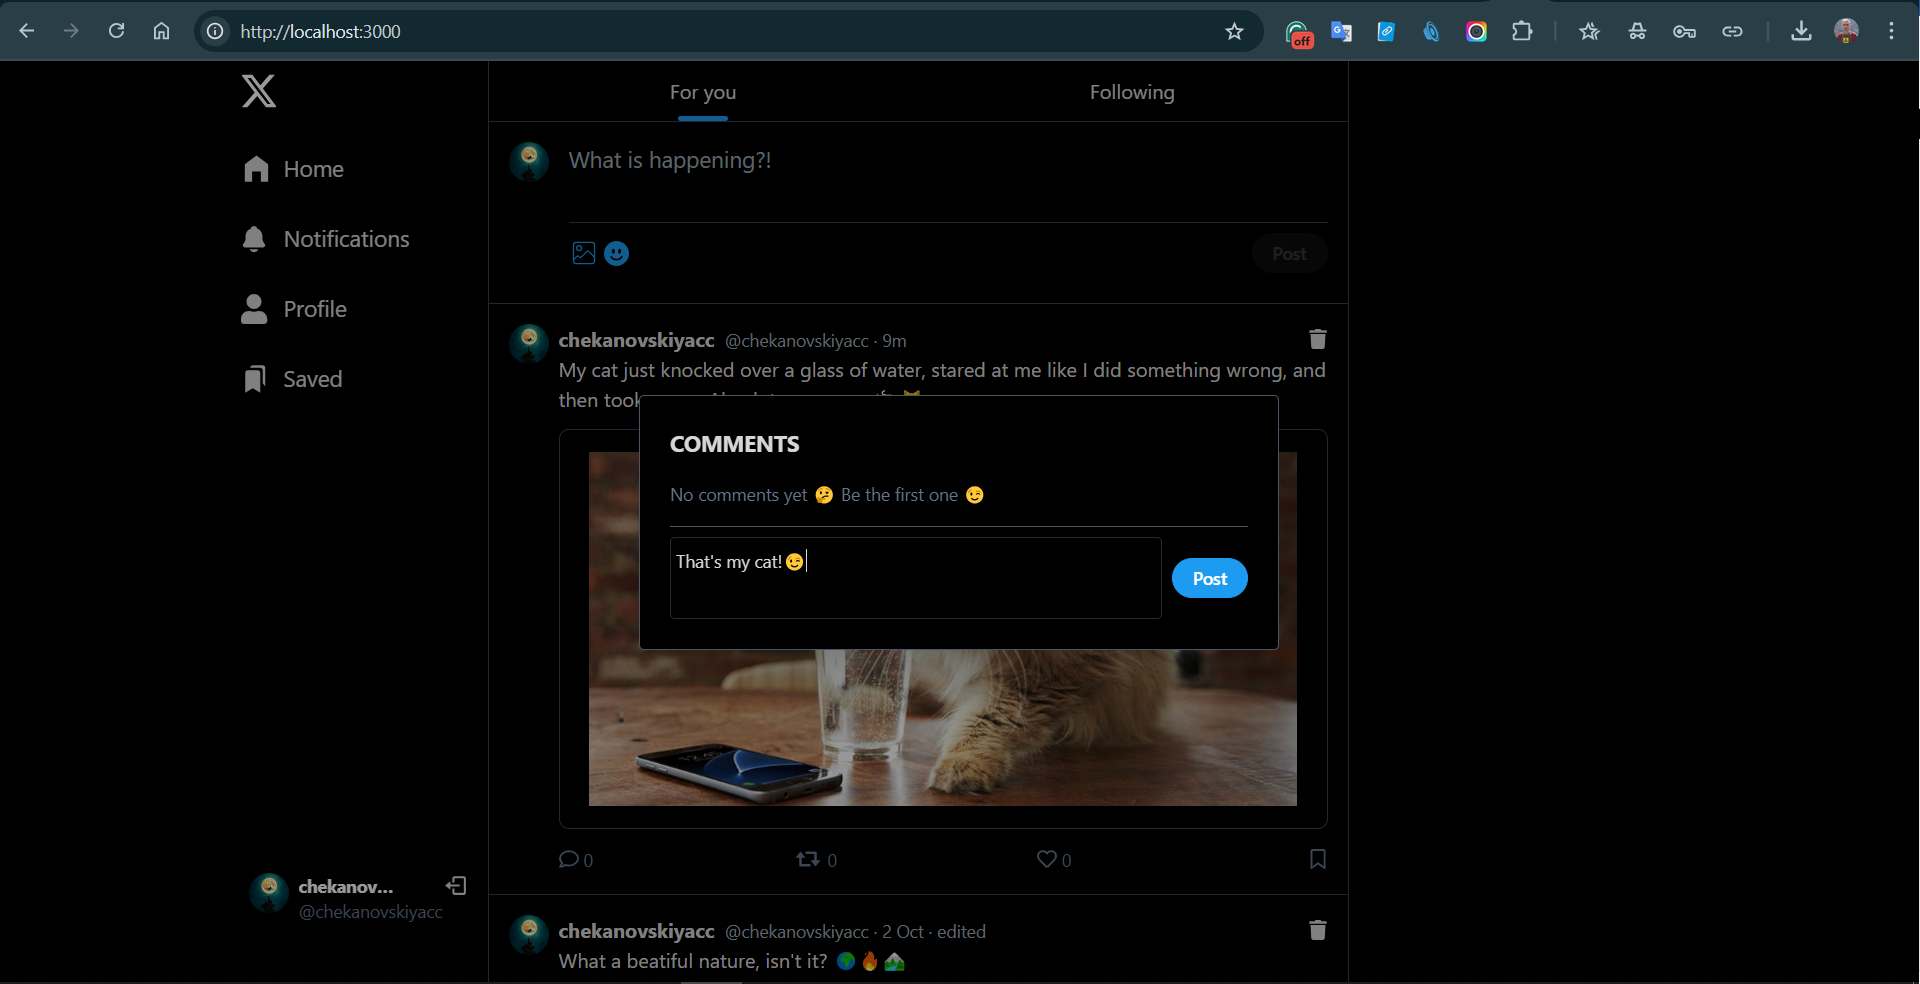 http://localhost:3000
off
For you
Following
Home
Notifications
Profile
Saved
What is happening?!
Post
chekanovskiyacc @chekanovskiyacc · 9m
My cat just knocked over a glass of water, stared at me like I did something wrong, and
then took
COMMENTS
No comments yet 🤔 Be the first one 😉
That's my cat!😉
Post
0
0
0
chekanov...
@chekanovskiyacc
chekanovskiyacc @chekanovskiyacc · 2 Oct · edited
What a beatiful nature, isn't it? 🌍🔥🏞️